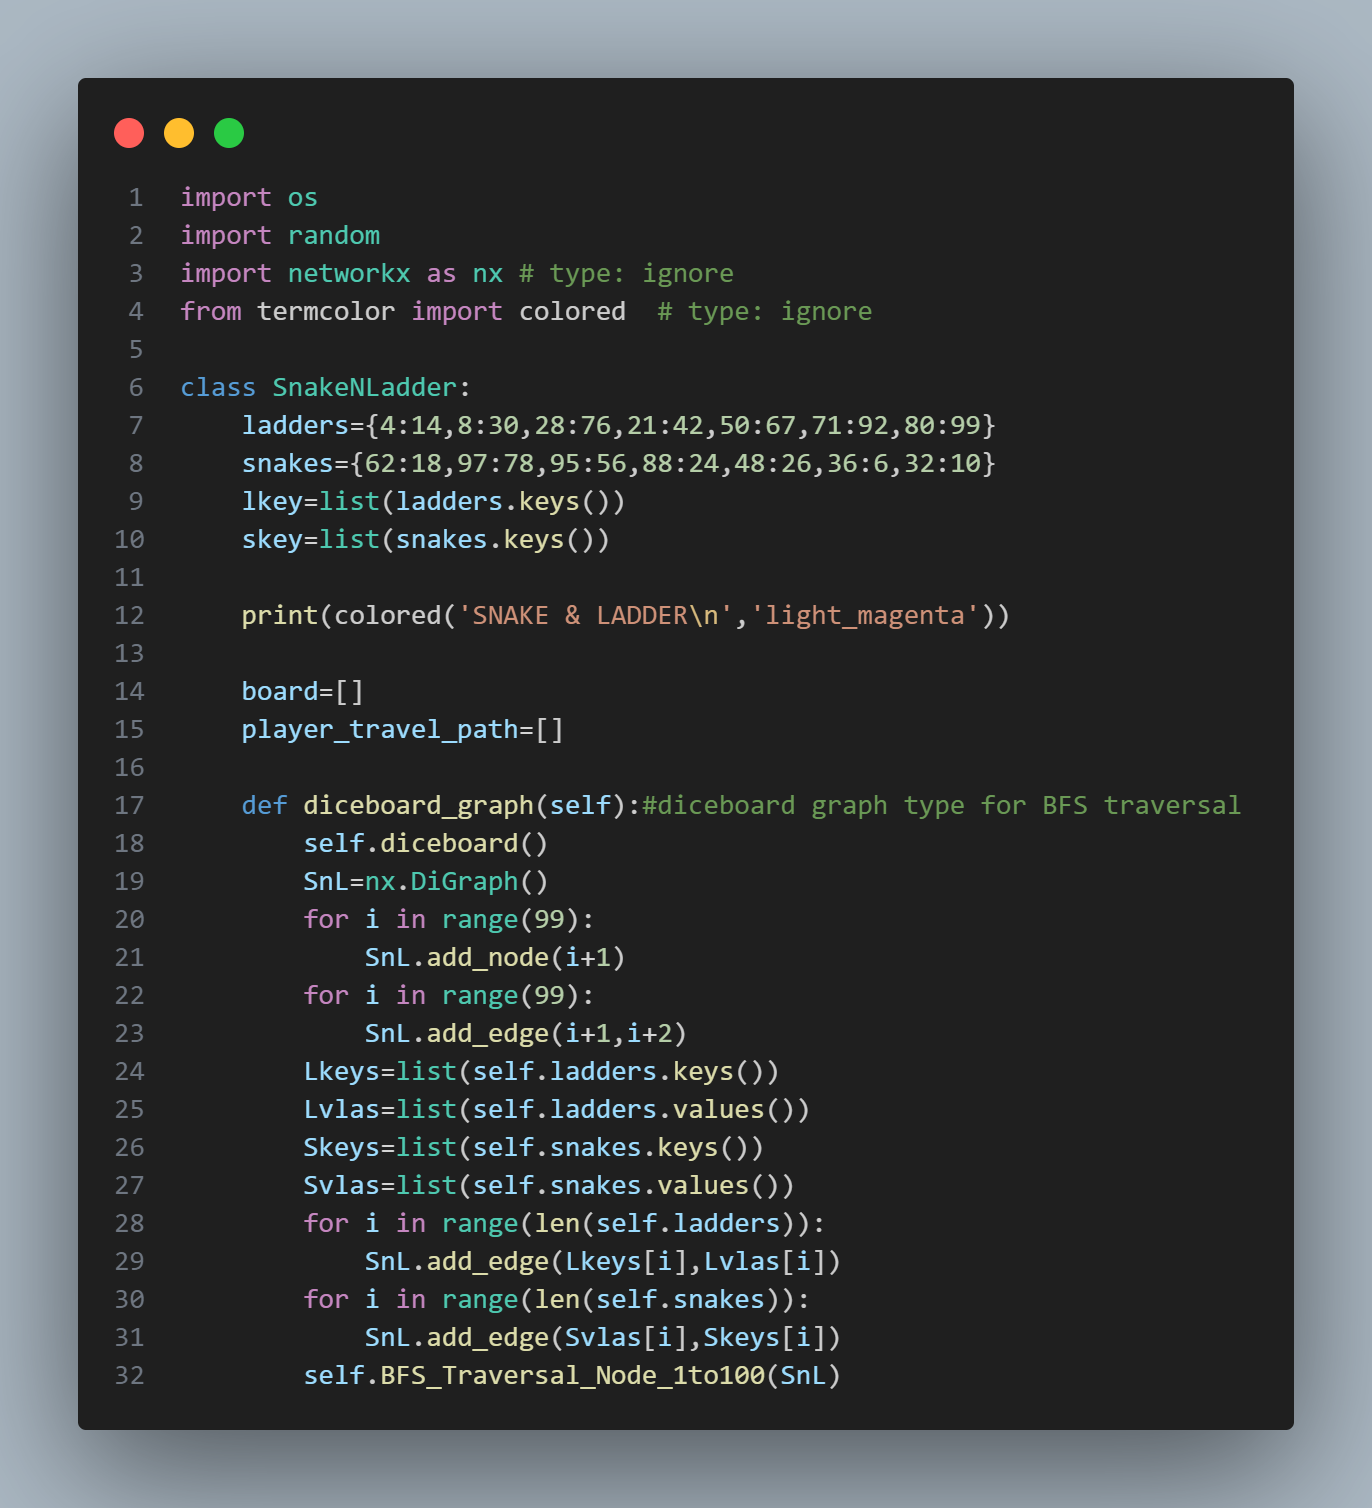 1 import os
2 import random
3 import networkx as nx # type: ignore
4 from termcolor import colored  # type: ignore
5
6 class SnakeNLadder:
7     ladders={4:14,8:30,28:76,21:42,50:67,71:92,80:99}
8     snakes={62:18,97:78,95:56,88:24,48:26,36:6,32:10}
9     lkey=list(ladders.keys())
10     skey=list(snakes.keys())
11
12     print(colored('SNAKE & LADDER\n','light_magenta'))
13
14     board=[]
15     player_travel_path=[]
16
17     def diceboard_graph(self):#diceboard graph type for BFS traversal
18         self.diceboard()
19         SnL=nx.DiGraph()
20         for i in range(99):
21             SnL.add_node(i+1)
22         for i in range(99):
23             SnL.add_edge(i+1,i+2)
24         Lkeys=list(self.ladders.keys())
25         Lvlas=list(self.ladders.values())
26         Skeys=list(self.snakes.keys())
27         Svlas=list(self.snakes.values())
28         for i in range(len(self.ladders)):
29             SnL.add_edge(Lkeys[i],Lvlas[i])
30         for i in range(len(self.snakes)):
31             SnL.add_edge(Svlas[i],Skeys[i])
32         self.BFS_Traversal_Node_1to100(SnL)